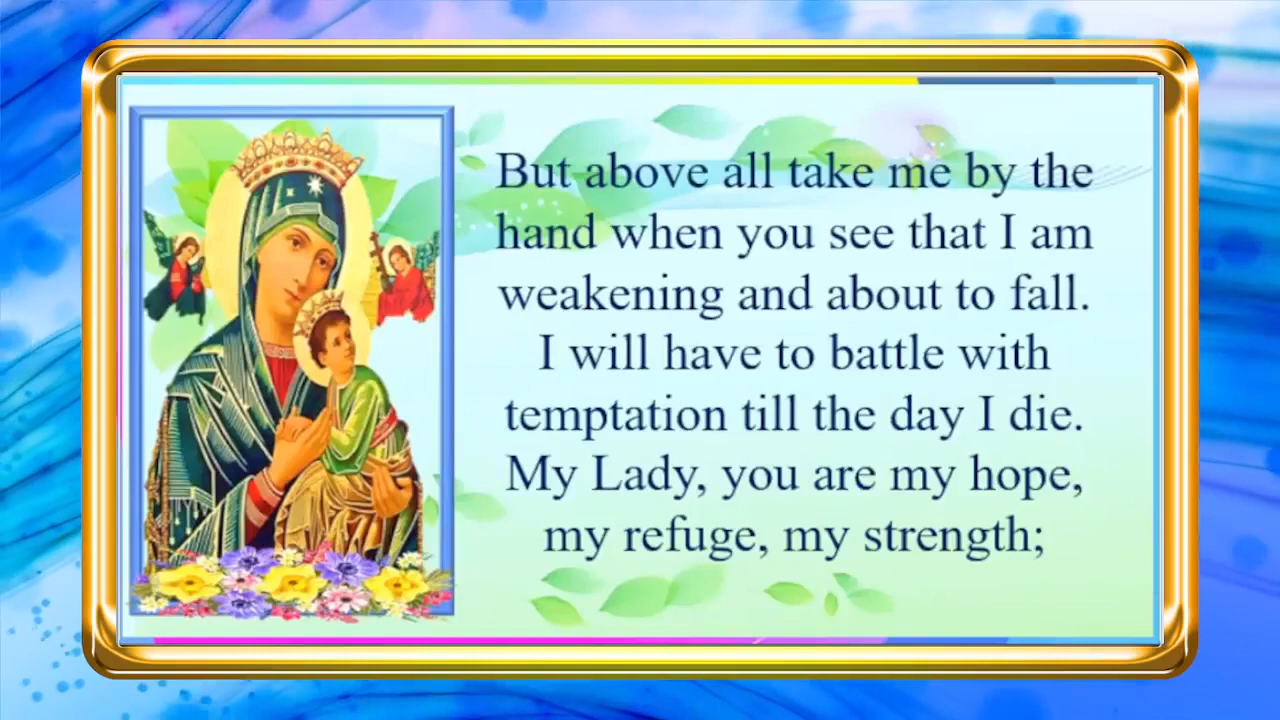 But above all take me by the
hand when you see that I am
weakening and about to fall.
I will have to battle with
temptation till the day I die.
My Lady, you are my hope,
my refuge, my strength;